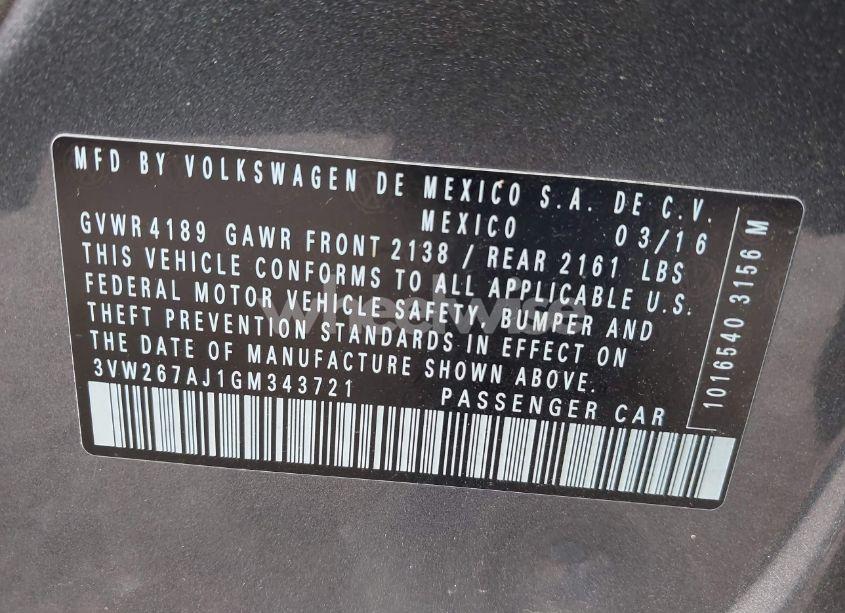 MFD BY VOLKSWAGEN DE MEXICO S.A. DE C.V.
MEXICO 03/16
GVWR 4189 GAWR FRONT 2138 / REAR 2161 LBS
THIS VEHICLE CONFORMS TO ALL APPLICABLE U.S.
FEDERAL MOTOR VEHICLE SAFETY, BUMPER AND
THEFT PREVENTION STANDARDS IN EFFECT ON
THE DATE OF MANUFACTURE SHOWN ABOVE.
3VW267AJ1GM343721 PASSENGER CAR
1016540 3156 M
wheelwise